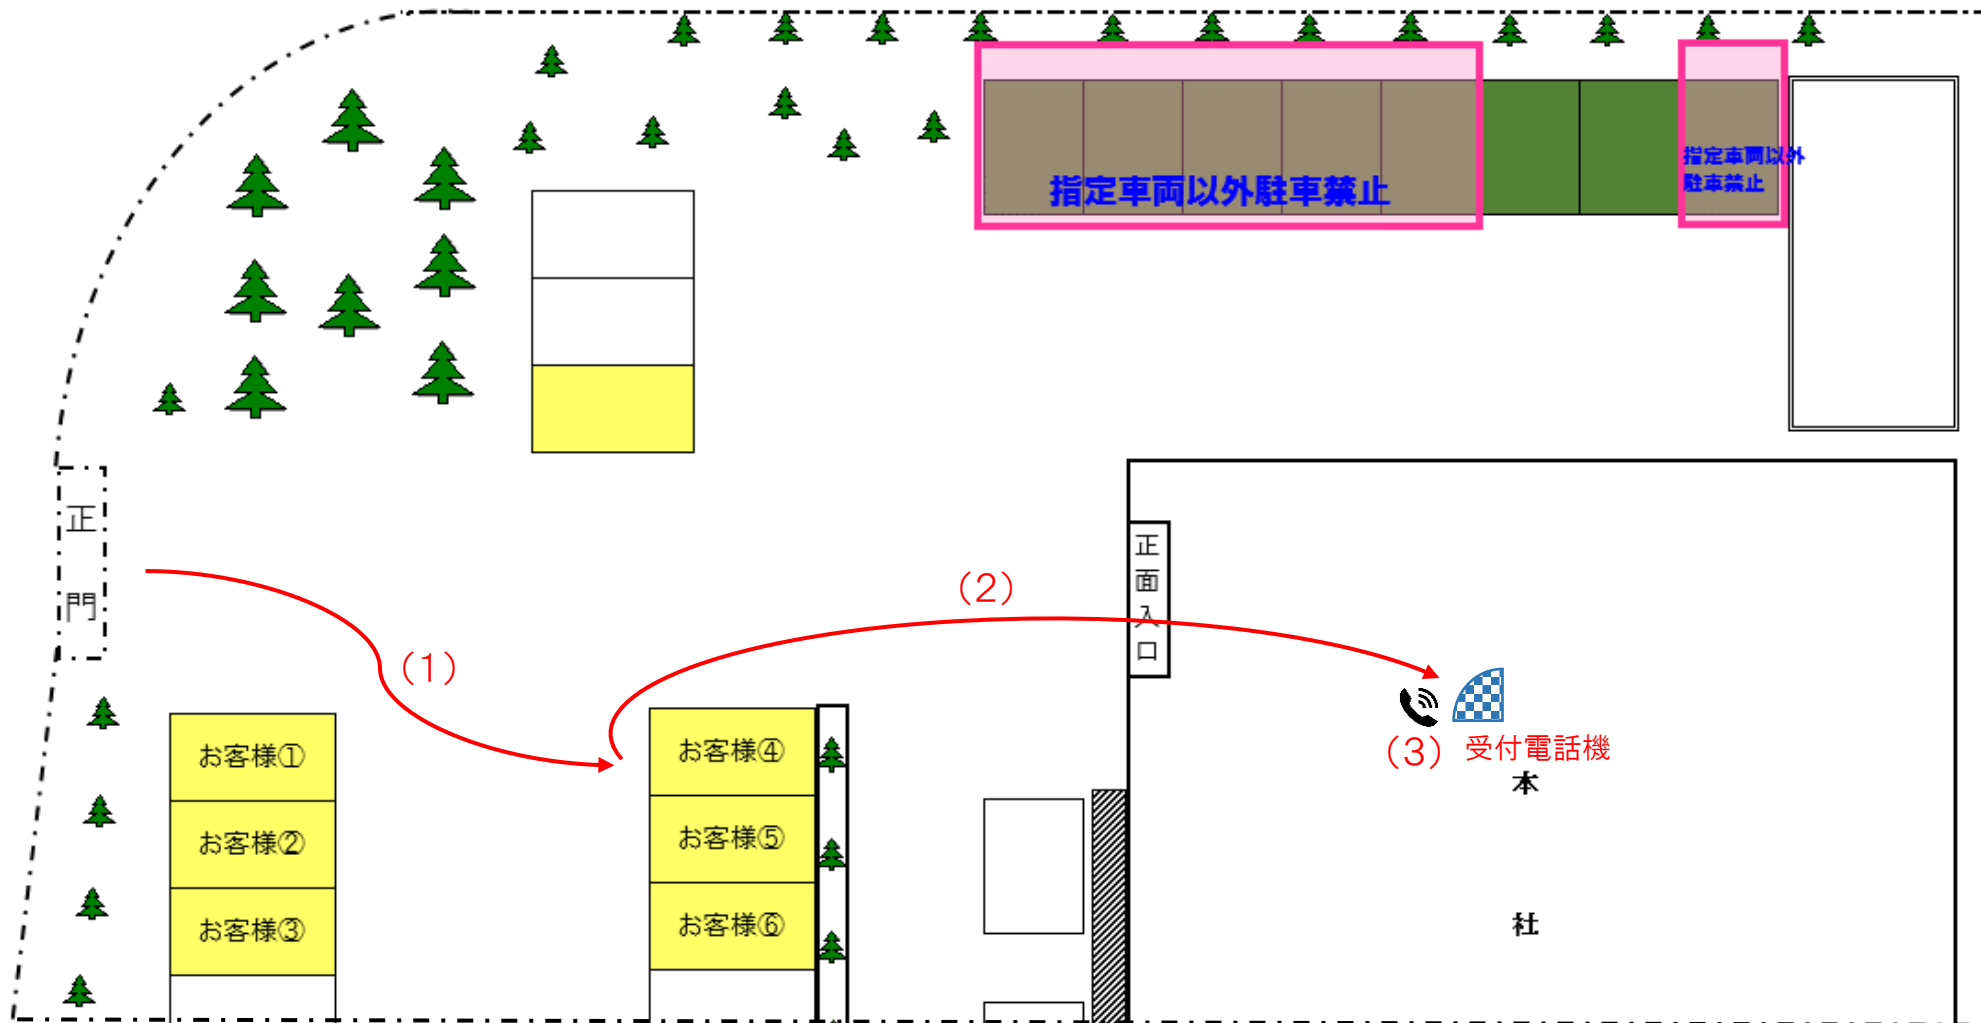 指定車両以外駐車禁止
指定車両以外
駐車禁止
正門
正面入口
（2）
（1）
お客様①
お客様②
お客様③
お客様④
お客様⑤
お客様⑥
（3）
受付電話機
本社